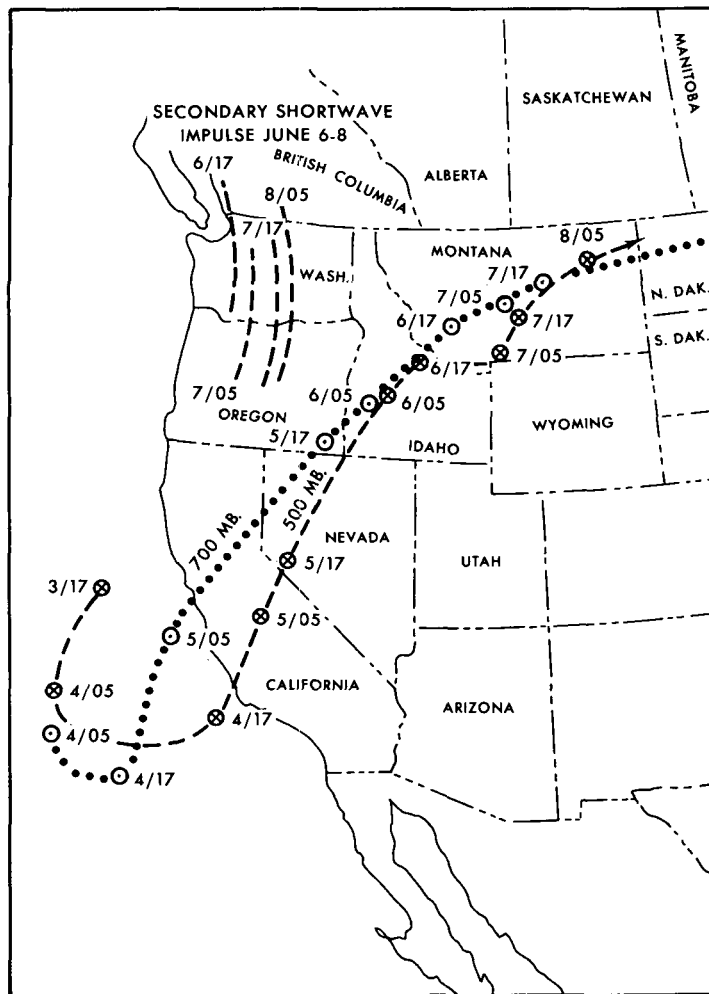 MANITOBA
SASKATCHEWAN
SECONDARY SHORTWAVE
IMPULSE JUNE 6-8
BRITISH COLUMBIA
ALBERTA
6/17
8/05
7/17
WASH.
7/05
OREGON
MONTANA
8/05
7/17
7/05
6/17
N. DAK.
7/17
S. DAK.
7/05
6/17
6/05
6/05
5/17
IDAHO
WYOMING
700 MB.
500 MB.
NEVADA
5/17
UTAH
3/17
5/05
5/05
4/05
CALIFORNIA
4/17
ARIZONA
4/05
4/17